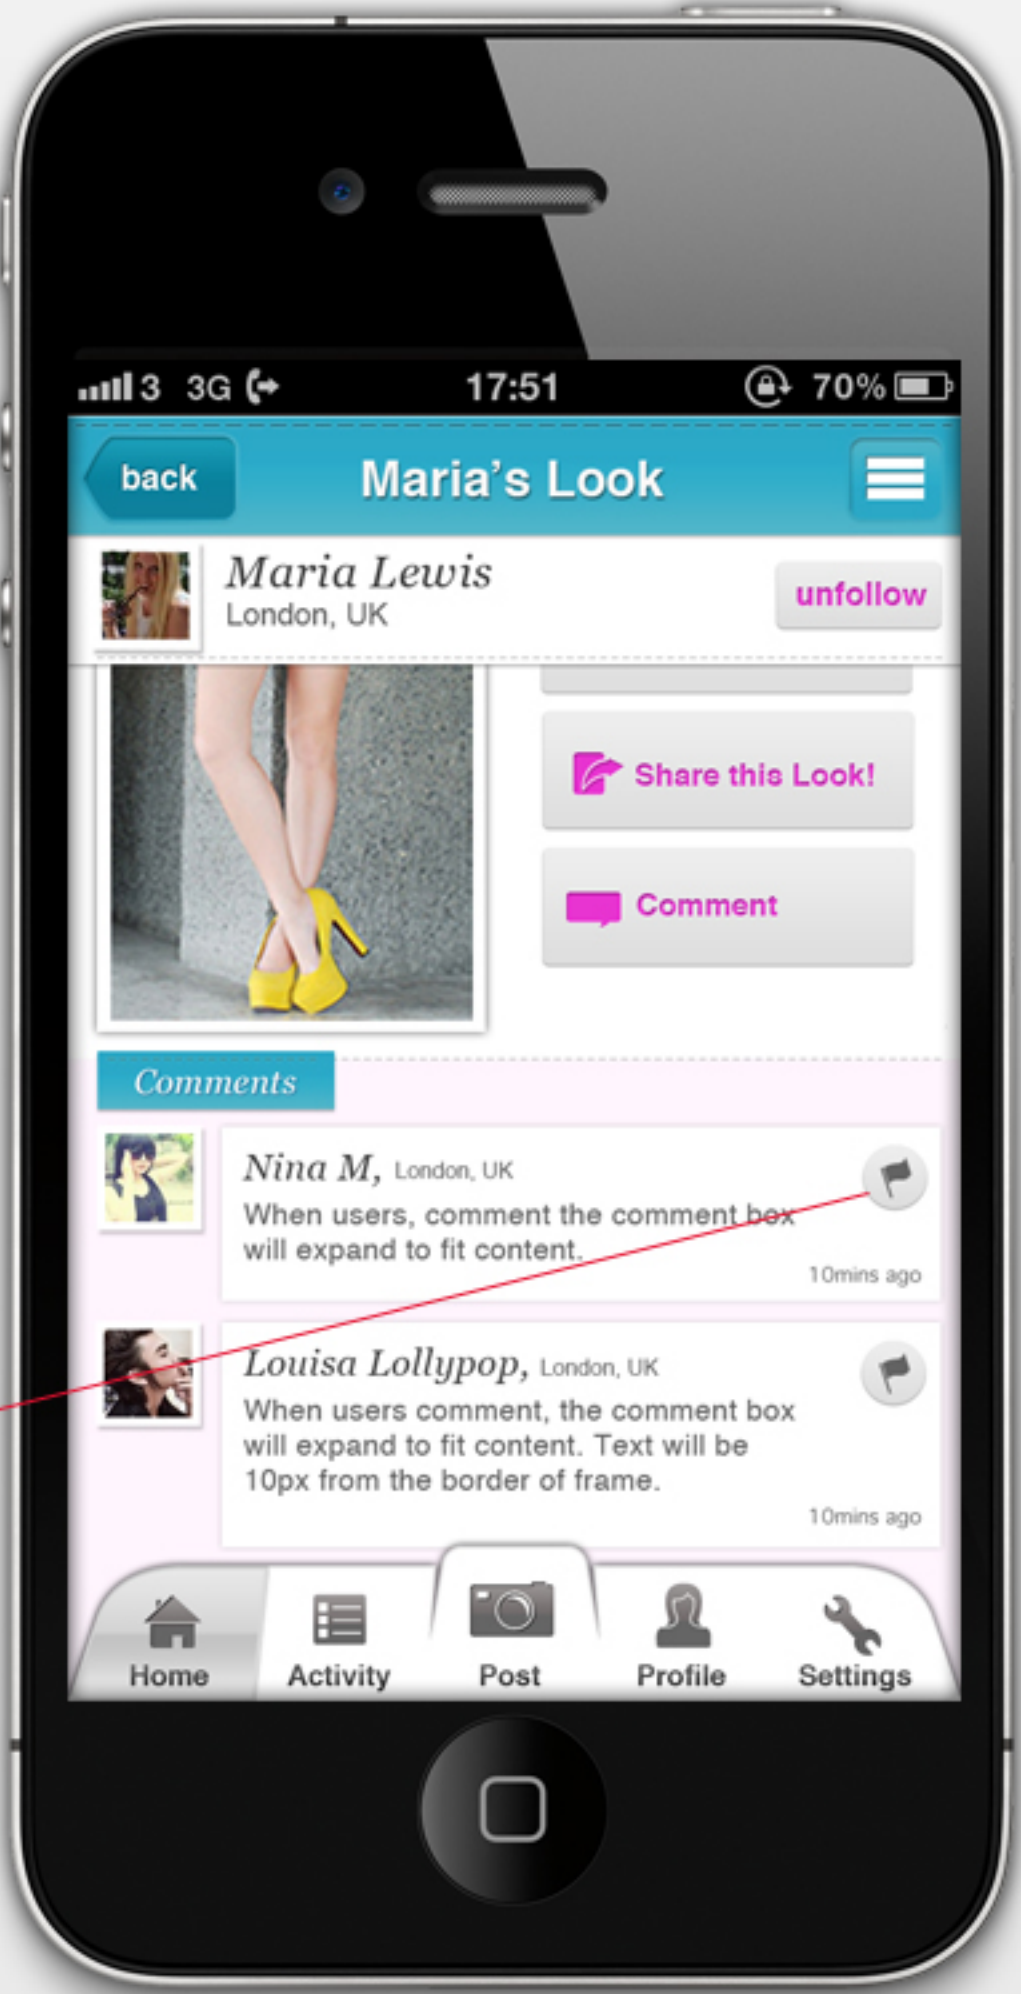 3 3G 17:51 70%
back Maria's Look
Maria Lewis
London, UK
unfollow
Share this Look!
Comment
Comments
Nina M, London, UK
When users, comment the comment box
will expand to fit content.
10mins ago
Louisa Lollypop, London, UK
When users comment, the comment box
will expand to fit content. Text will be
10px from the border of frame.
10mins ago
Home Activity Post Profile Settings